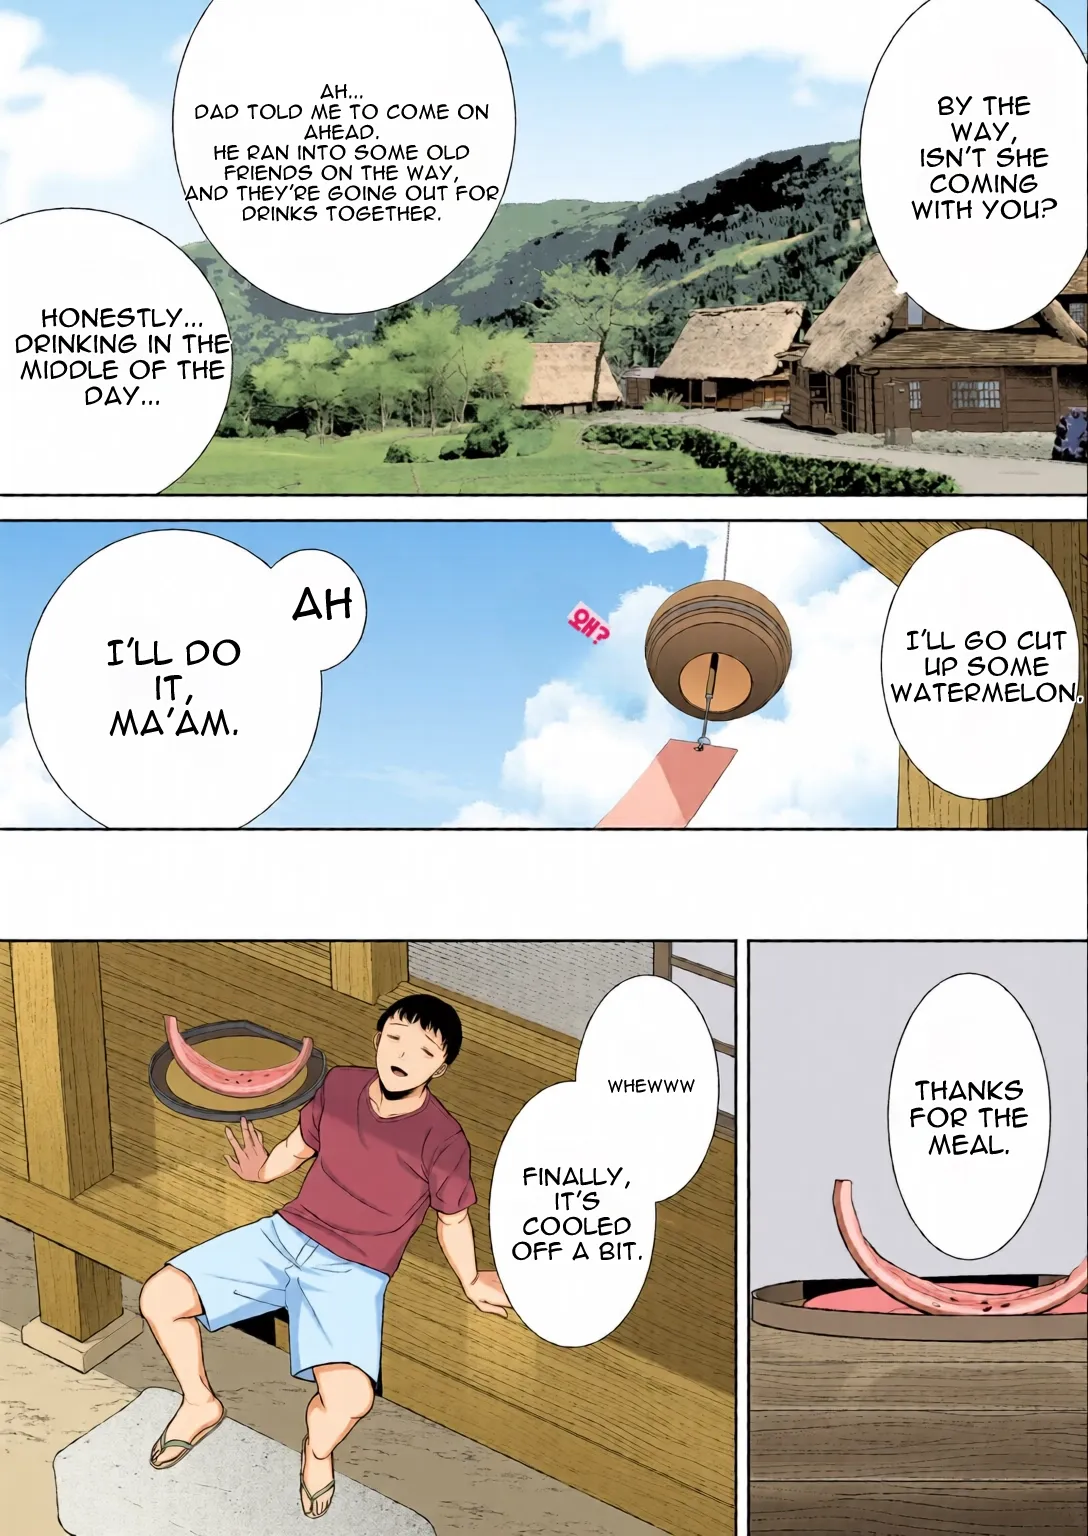 BY THE
WAY,
ISN'T SHE
COMING
WITH YOU?
AH...
DAD TOLD ME TO COME ON
AHEAD.
HE RAN INTO SOME OLD
FRIENDS ON THE WAY,
AND THEY'RE GOING OUT FOR
DRINKS TOGETHER.
HONESTLY...
DRINKING IN THE
MIDDLE OF THE
DAY...
I'LL GO CUT
UP SOME
WATERMELON.
왜?
AH
I'LL DO
IT,
MA'AM.
THANKS
FOR THE
MEAL.
WHEWWW
FINALLY,
IT'S
COOLED
OFF A BIT.